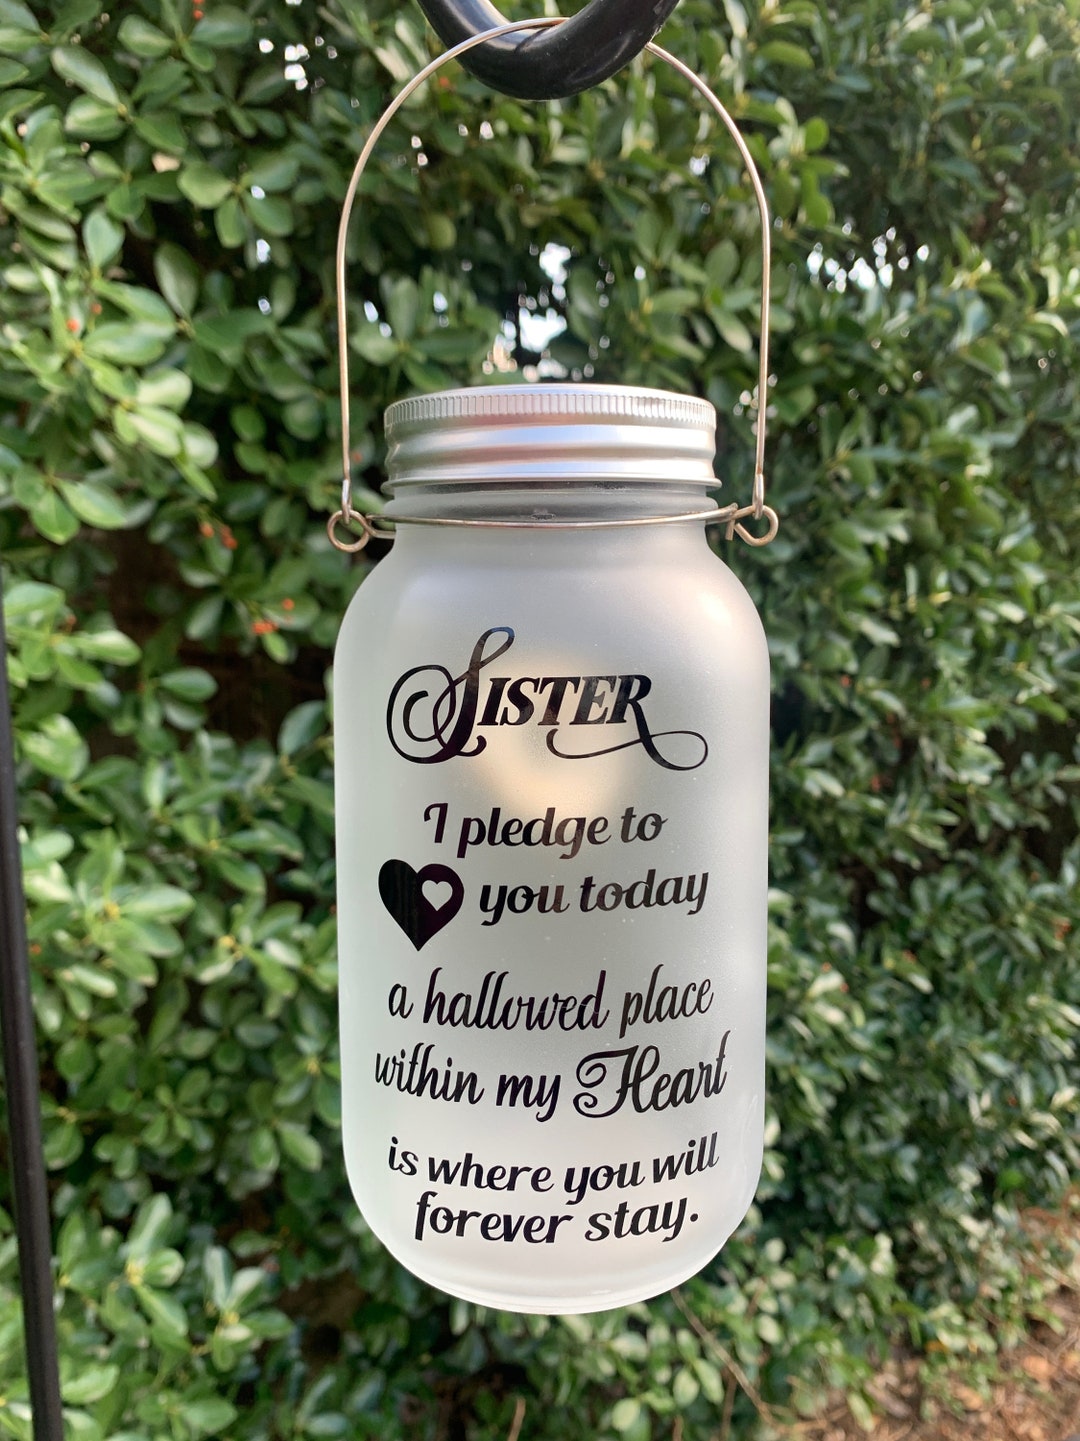 SISTER
I pledge to
you today
a hallowed place
within my Heart
is where you will
forever stay.